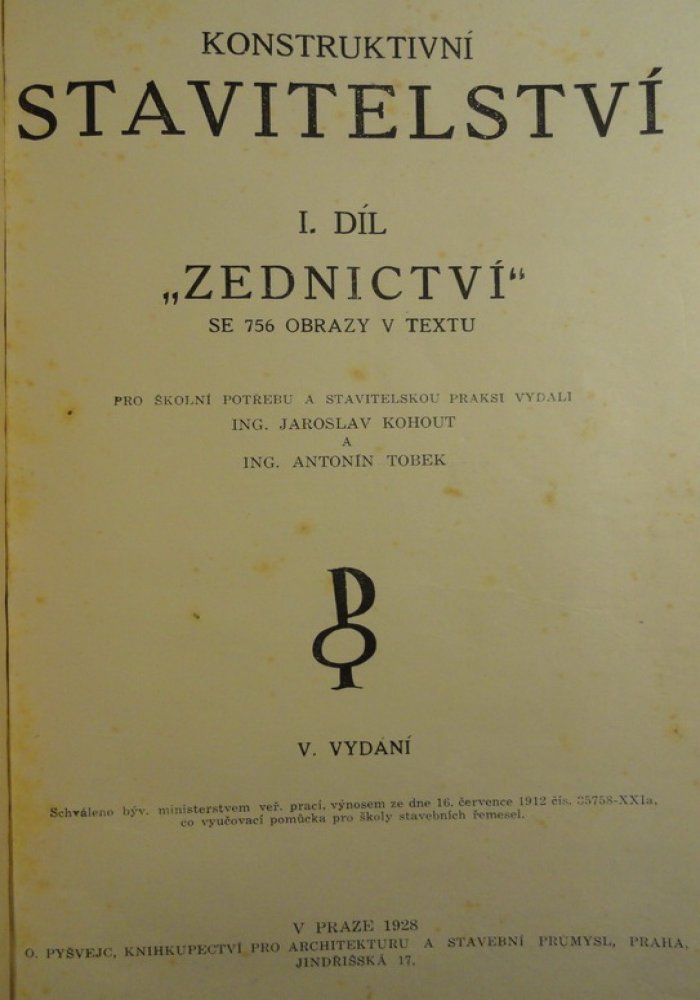 KONSTRUKTIVNÍ
STAVITELSTVÍ
I. DÍL
„ZEDNICTVÍ“
SE 756 OBRAZY V TEXTU
PRO ŠKOLNÍ POTŘEBU A STAVITELSKOU PRAKSI VYDALI
ING. JAROSLAV KOHOUT
A
ING. ANTONÍN TOBEK
V. VYDÁNÍ
Schváleno býv. ministerstvem veř. prací, výnosem ze dne 16. července 1912 čís. 35758-XXIa,
co vyučovací pomůcka pro školy stavebních řemesel.
V PRAZE 1928
O. PYŠVEJC, KNIHKUPECTVÍ PRO ARCHITEKTURU A STAVEBNÍ PRŮMYSL, PRAHA,
JINDŘIŠSKÁ 17.